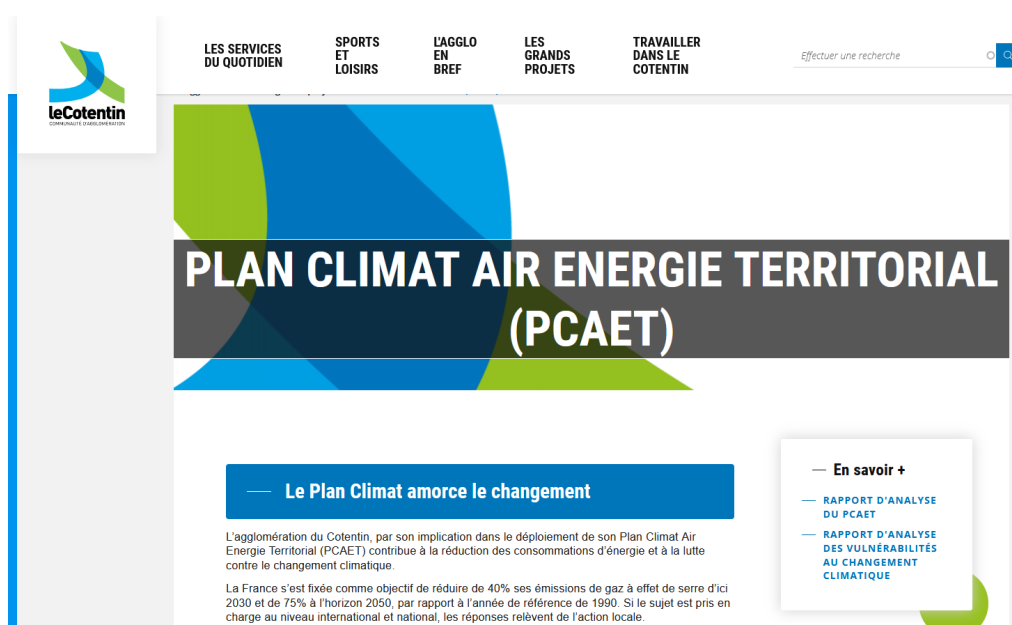 LES SERVICES
DU QUOTIDIEN
SPORTS
ET
LOISIRS
L'AGGLO
EN
BREF
LES
GRANDS
PROJETS
TRAVAILLER
DANS LE
COTENTIN
Effectuer une recherche
leCotentin
COMMUNAUTÉ D'AGGLOMÉRATION
PLAN CLIMAT AIR ENERGIE TERRITORIAL
(PCAET)
Le Plan Climat amorce le changement
L'agglomération du Cotentin, par son implication dans le déploiement de son Plan Climat Air
Energie Territorial (PCAET) contribue à la réduction des consommations d'énergie et à la lutte
contre le changement climatique.
La France s'est fixée comme objectif de réduire de 40% ses émissions de gaz à effet de serre d'ici
2030 et de 75% à l'horizon 2050, par rapport à l'année de référence de 1990. Si le sujet est pris en
charge au niveau international et national, les réponses relèvent de l'action locale.
En savoir +
RAPPORT D'ANALYSE
DU PCAET
RAPPORT D'ANALYSE
DES VULNÉRABILITÉS
AU CHANGEMENT
CLIMATIQUE